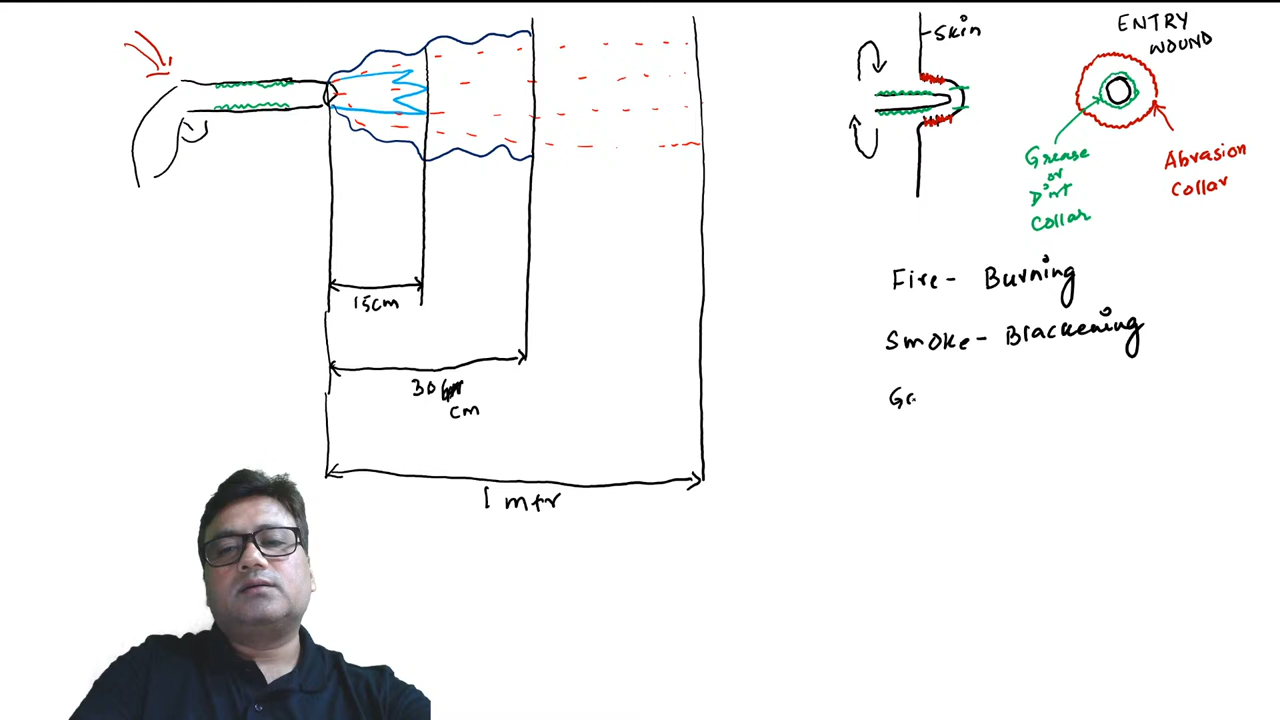 Skin
ENTRY
WOUND
Grease
or
Dirt
Collar
Abrasion
Collar
15cm
30
cm
1 mtr
Fire - Burning
Smoke - Blackening